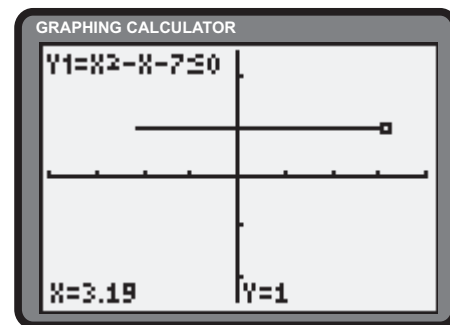 GRAPHING CALCULATOR
Y1=X²-X-7≤0
X=3.19 Y=1